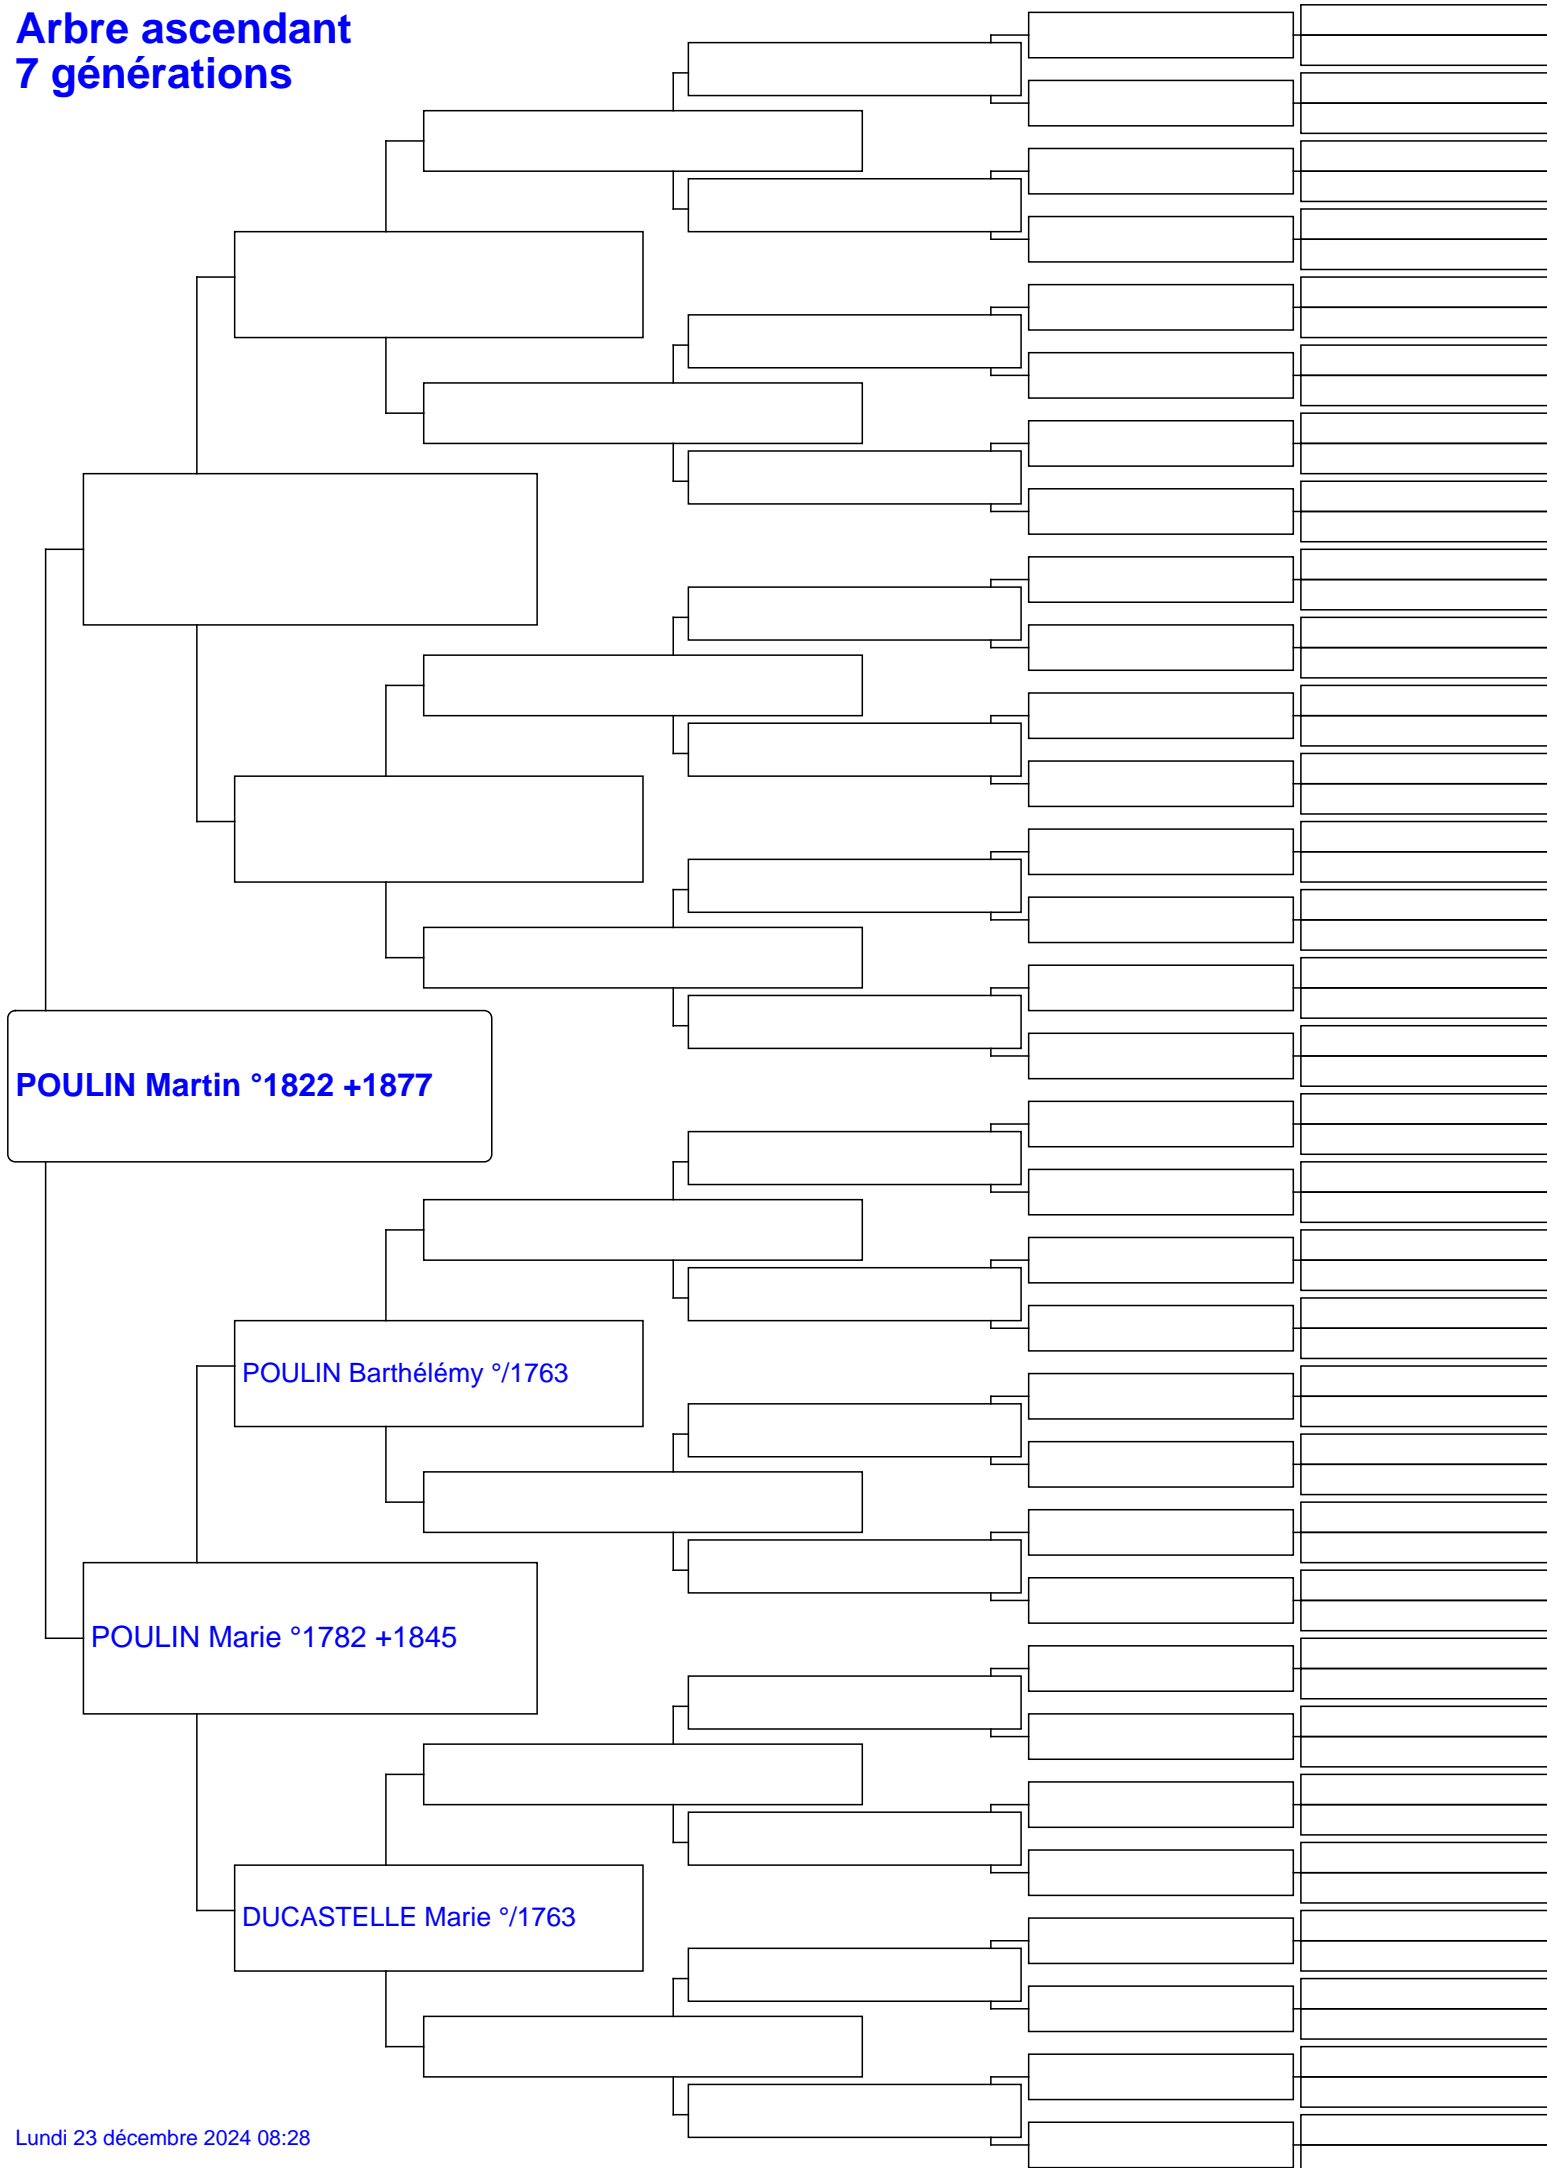 Arbre ascendant
7 générations
POULIN Martin °1822 +1877
POULIN Barthélémy °/1763
POULIN Marie °1782 +1845
DUCASTELLE Marie °/1763
Lundi 23 décembre 2024 08:28